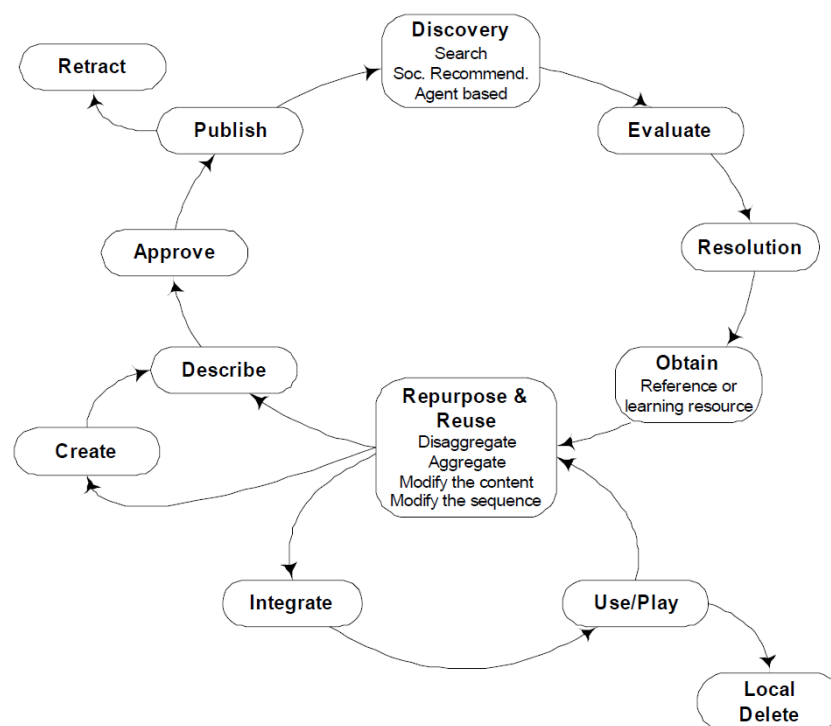 Discovery
Search
Soc. Recommend.
Agent based
Retract
Publish
Evaluate
Approve
Resolution
Describe
Obtain
Reference or
learning resource
Repurpose &
Reuse
Disaggregate
Aggregate
Modify the content
Modify the sequence
Create
Integrate
Use/Play
Local
Delete